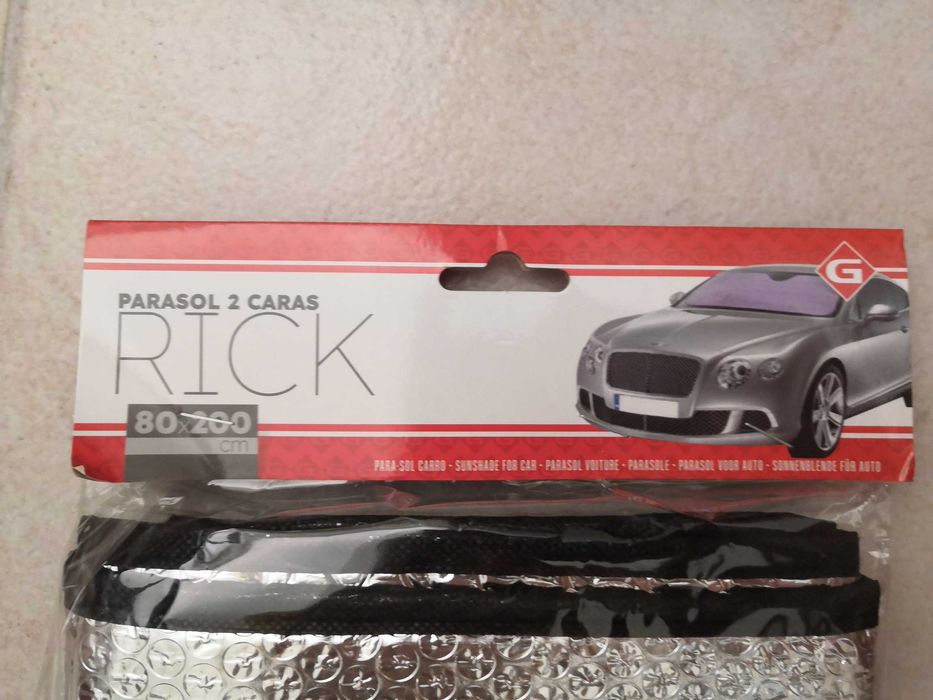 G
PARASOL 2 CARAS
RICK
80x200
cm
PARA-SOL CARRO - SUNSHADE FOR CAR - PARASOL VOITURE - PARASOLE - PARASOL VOOR AUTO - SONNENBLENDE FÜR AUTO